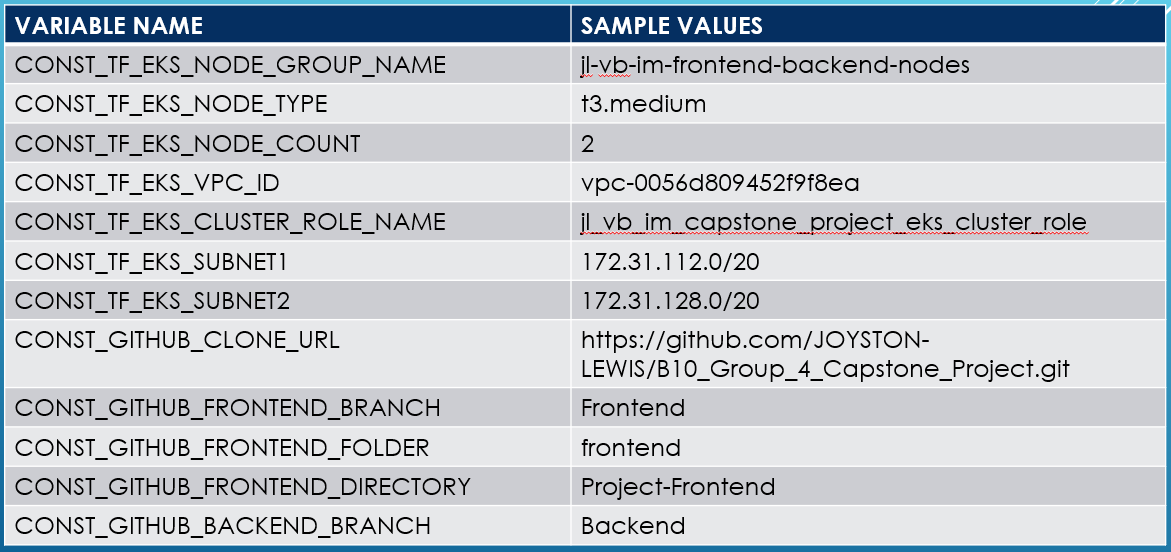 VARIABLE NAME SAMPLE VALUES
CONST_TF_EKS_NODE_GROUP_NAME jl-vb-im-frontend-backend-nodes
CONST_TF_EKS_NODE_TYPE t3.medium
CONST_TF_EKS_NODE_COUNT 2
CONST_TF_EKS_VPC_ID vpc-0056d809452f9f8ea
CONST_TF_EKS_CLUSTER_ROLE_NAME jl_vb_im_capstone_project_eks_cluster_role
CONST_TF_EKS_SUBNET1 172.31.112.0/20
CONST_TF_EKS_SUBNET2 172.31.128.0/20
CONST_GITHUB_CLONE_URL https://github.com/JOYSTON-
LEWIS/B10_Group_4_Capstone_Project.git
CONST_GITHUB_FRONTEND_BRANCH Frontend
CONST_GITHUB_FRONTEND_FOLDER frontend
CONST_GITHUB_FRONTEND_DIRECTORY Project-Frontend
CONST_GITHUB_BACKEND_BRANCH Backend